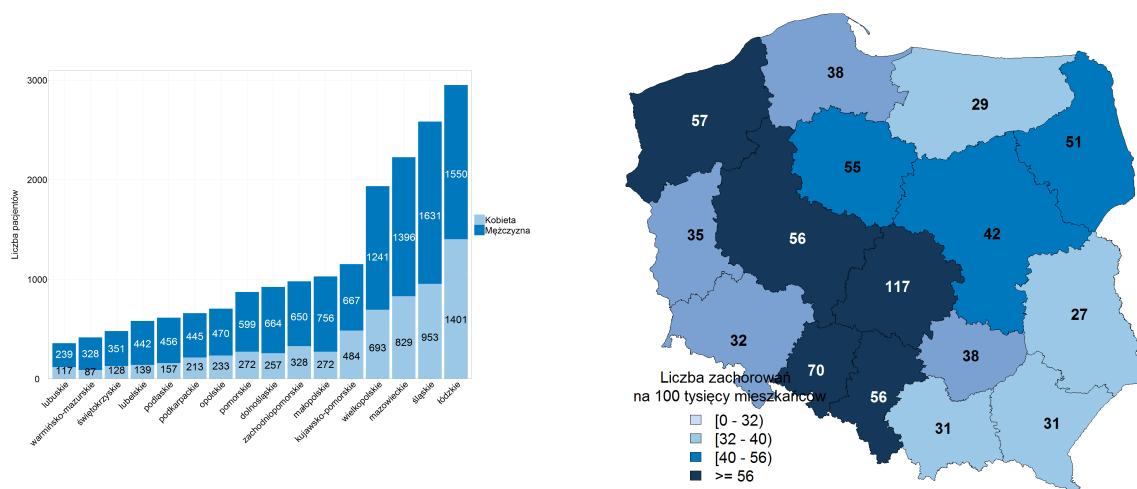 3000
2000
1000
0
Liczba pacjentów
239 328 351 442 456 445 470 599 664 650 756 667 1241 1396 1631 1550
117 87 128 139 157 213 233 272 257 328 272 484 693 829 953 1401
lubuskie
warmińsko-mazurskie
świętokrzyskie
lubelskie
podlaskie
podkarpackie
opolskie
pomorskie
dolnośląskie
zachodniopomorskie
małopolskie
kujawsko-pomorskie
wielkopolskie
mazowieckie
śląskie
łódzkie
Kobieta
Mężczyzna
38
29
57
51
55
35
56
42
117
27
32
38
70
56
31
31
Liczba zachorowań
na 100 tysięcy mieszkańców
[0 - 32)
[32 - 40)
[40 - 56)
>= 56